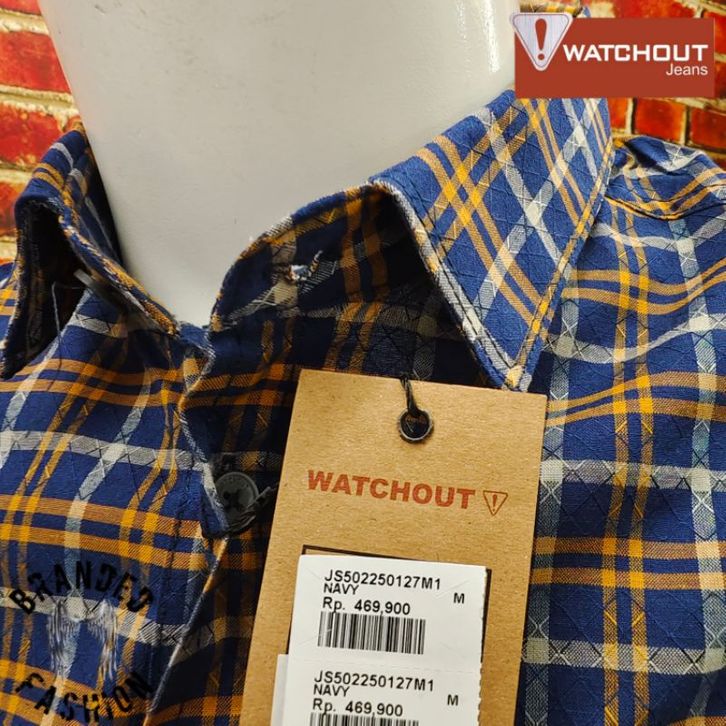 WATCHOUT
Jeans
WATCHOUT
JS502250127M1
NAVY M
Rp. 469,900
JS502250127M1
NAVY M
Rp. 469,900
BRANDED
FASHION